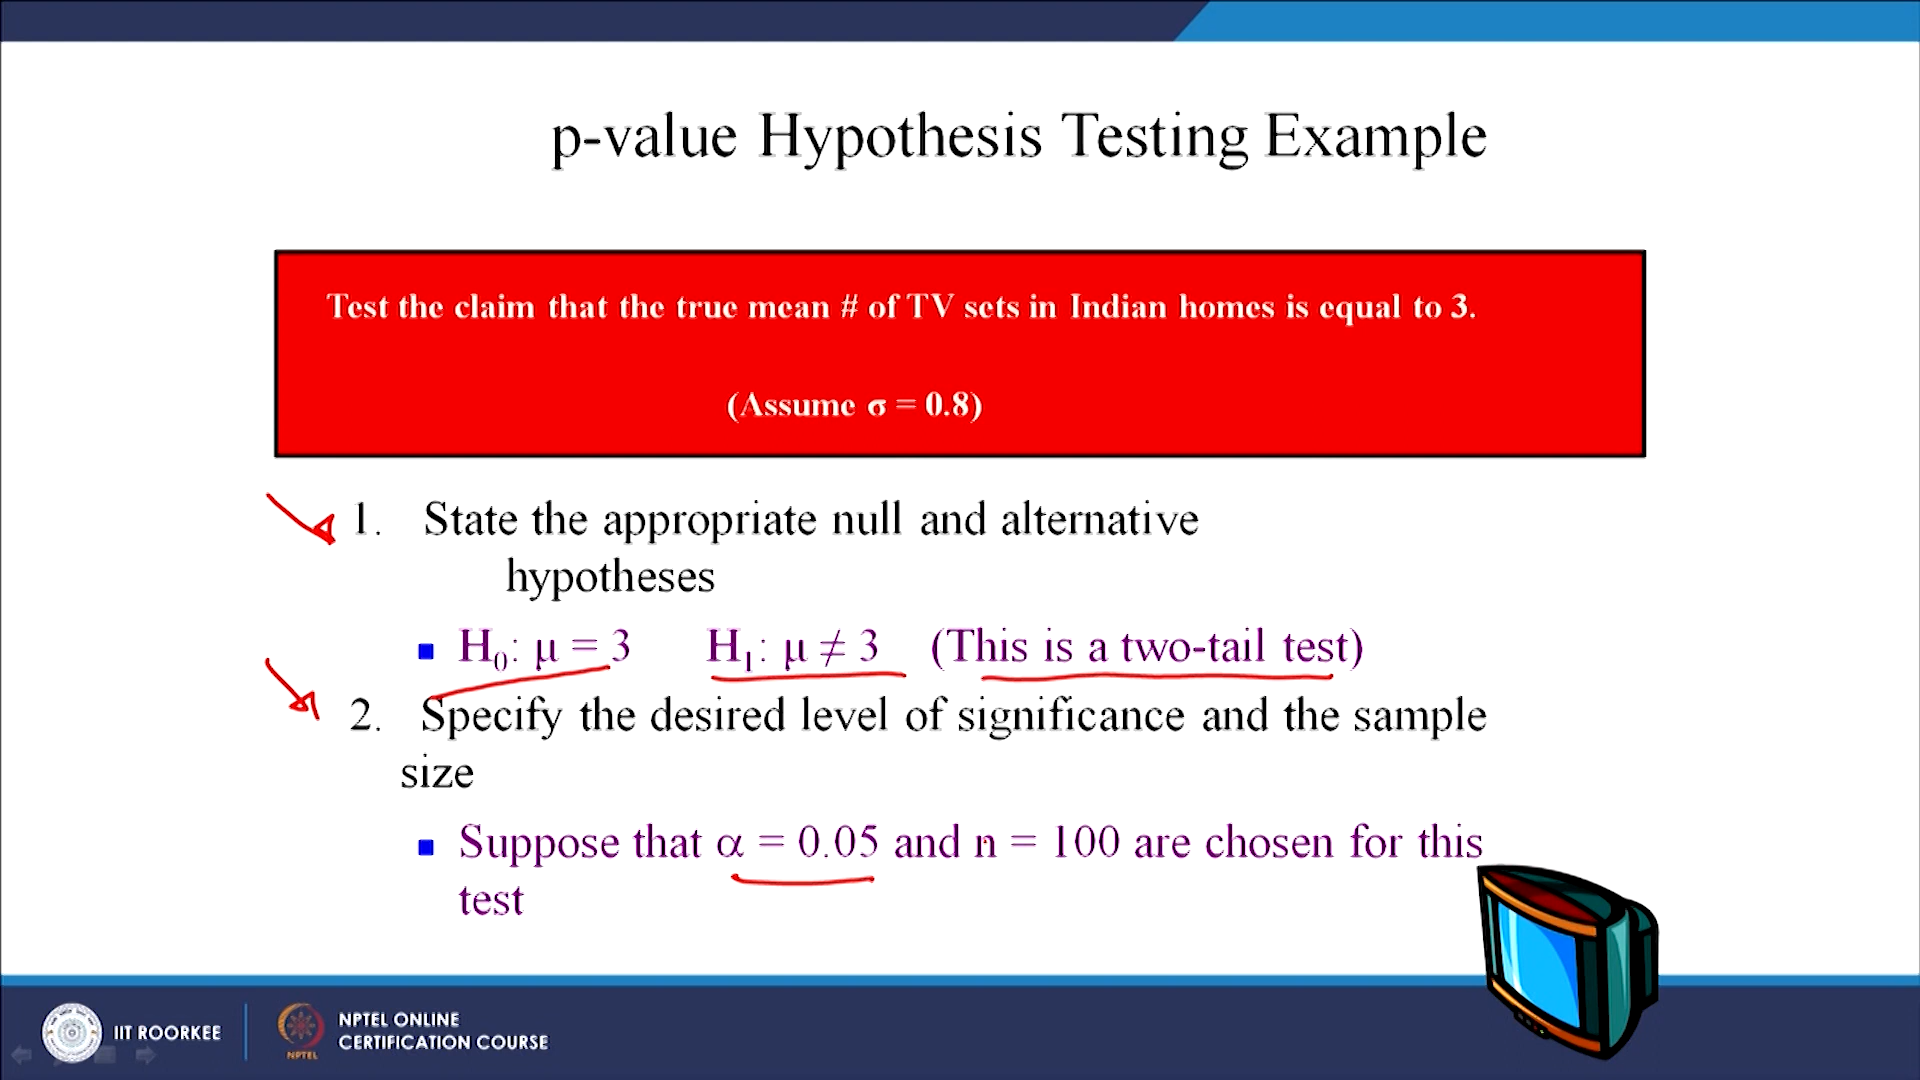 p-value Hypothesis Testing Example
Test the claim that the true mean # of TV sets in Indian homes is equal to 3.
(Assume σ = 0.8)
1. State the appropriate null and alternative
hypotheses
H₀: μ = 3 H₁: μ ≠ 3 (This is a two-tail test)
2. Specify the desired level of significance and the sample
size
Suppose that α = 0.05 and n = 100 are chosen for this
test
IIT ROORKEE
NPTEL
NPTEL ONLINE
CERTIFICATION COURSE